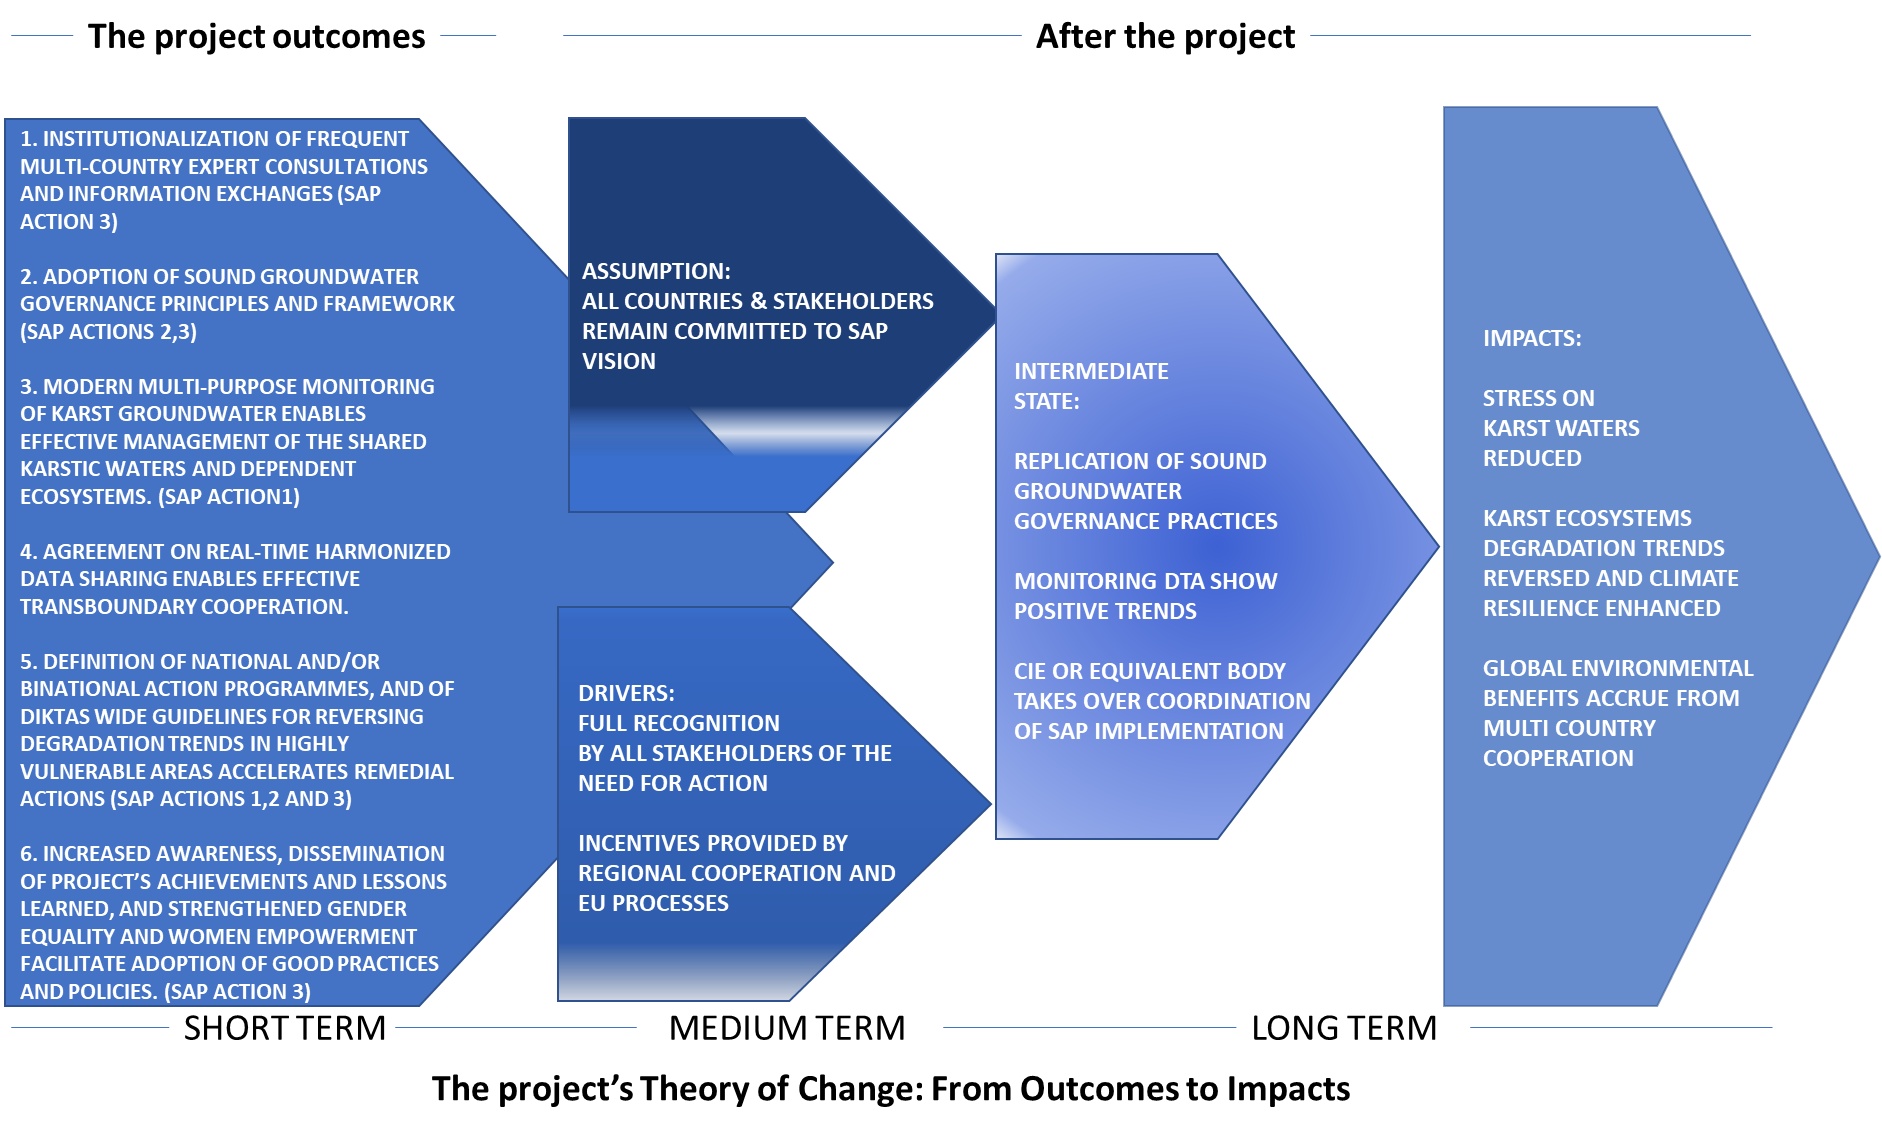 The project outcomes
After the project
1. INSTITUTIONALIZATION OF FREQUENT
MULTI-COUNTRY EXPERT CONSULTATIONS
AND INFORMATION EXCHANGES (SAP
ACTION 3)
2. ADOPTION OF SOUND GROUNDWATER
GOVERNANCE PRINCIPLES AND FRAMEWORK
(SAP ACTIONS 2,3)
3. MODERN MULTI-PURPOSE MONITORING
OF KARST GROUNDWATER ENABLES
EFFECTIVE MANAGEMENT OF THE SHARED
KARSTIC WATERS AND DEPENDENT
ECOSYSTEMS. (SAP ACTION1)
4. AGREEMENT ON REAL-TIME HARMONIZED
DATA SHARING ENABLES EFFECTIVE
TRANSBOUNDARY COOPERATION.
5. DEFINITION OF NATIONAL AND/OR
BINATIONAL ACTION PROGRAMMES, AND OF
DIKTAS WIDE GUIDELINES FOR REVERSING
DEGRADATION TRENDS IN HIGHLY
VULNERABLE AREAS ACCELERATES REMEDIAL
ACTIONS (SAP ACTIONS 1,2 AND 3)
6. INCREASED AWARENESS, DISSEMINATION
OF PROJECT’S ACHIEVEMENTS AND LESSONS
LEARNED, AND STRENGTHENED GENDER
EQUALITY AND WOMEN EMPOWERMENT
FACILITATE ADOPTION OF GOOD PRACTICES
AND POLICIES. (SAP ACTION 3)
ASSUMPTION:
ALL COUNTRIES & STAKEHOLDERS
REMAIN COMMITTED TO SAP
VISION
DRIVERS:
FULL RECOGNITION
BY ALL STAKEHOLDERS OF THE
NEED FOR ACTION
INCENTIVES PROVIDED BY
REGIONAL COOPERATION AND
EU PROCESSES
INTERMEDIATE
STATE:
REPLICATION OF SOUND
GROUNDWATER
GOVERNANCE PRACTICES
MONITORING DTA SHOW
POSITIVE TRENDS
CIE OR EQUIVALENT BODY
TAKES OVER COORDINATION
OF SAP IMPLEMENTATION
IMPACTS:
STRESS ON
KARST WATERS
REDUCED
KARST ECOSYSTEMS
DEGRADATION TRENDS
REVERSED AND CLIMATE
RESILIENCE ENHANCED
GLOBAL ENVIRONMENTAL
BENEFITS ACCRUE FROM
MULTI COUNTRY
COOPERATION
SHORT TERM
MEDIUM TERM
LONG TERM
The project’s Theory of Change: From Outcomes to Impacts